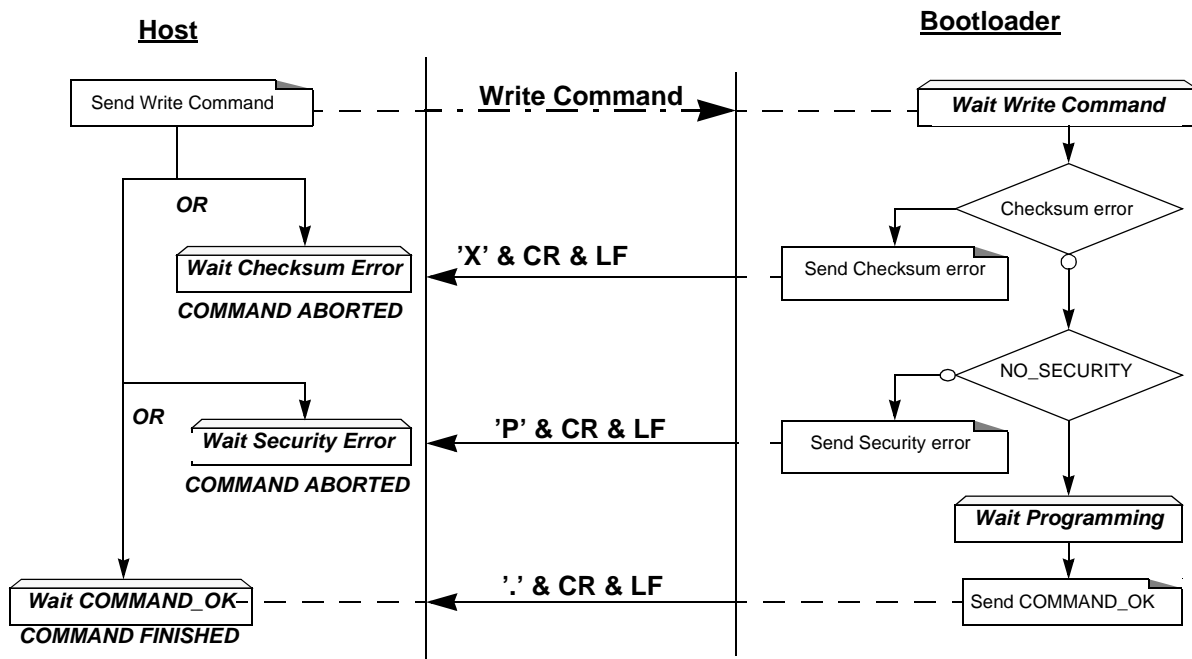 Host
Bootloader
Send Write Command
Write Command
Wait Write Command
OR
Checksum error
Wait Checksum Error
’X’ & CR & LF
Send Checksum error
COMMAND ABORTED
NO_SECURITY
OR
Wait Security Error
’P’ & CR & LF
Send Security error
COMMAND ABORTED
Wait Programming
Wait COMMAND_OK
’.’ & CR & LF
Send COMMAND_OK
COMMAND FINISHED